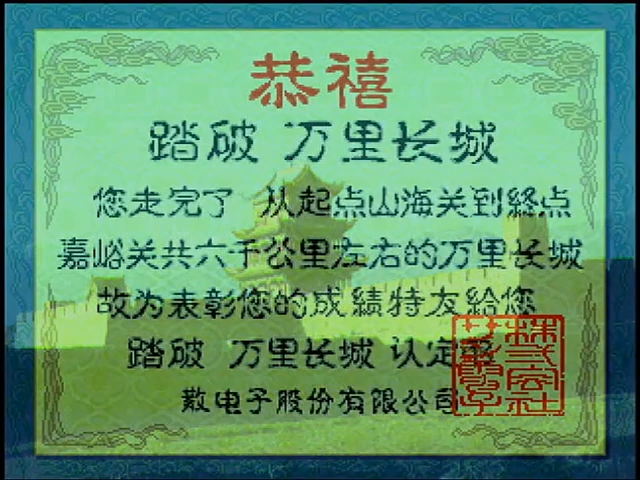 恭禧
踏破 万里长城
您走完了 从起点山海关到終点
嘉峪关共六千公里左右的万里长城
故为表彰您的成績特友給您
踏破 万里长城 认定
散电子股份有限公司